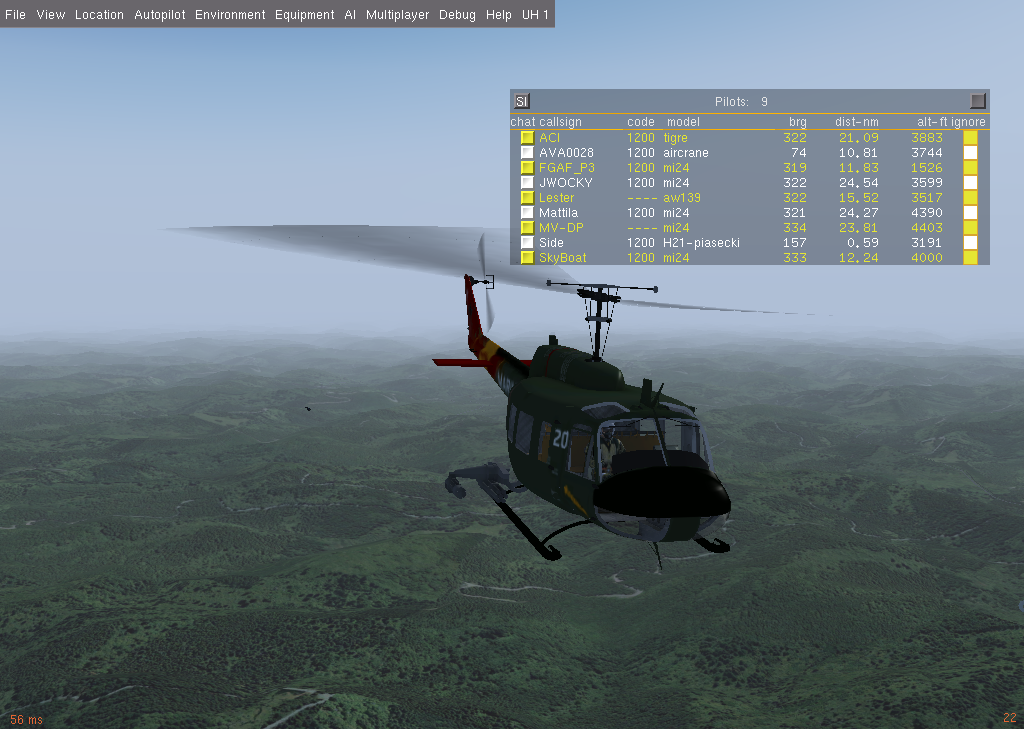 File View Location Autopilot Environment Equipment AI Multiplayer Debug Help UH 1
SI Pilots: 9
chat callsign code model brg dist-nm alt-ft ignore
ACI 1200 tigre 322 21.09 3883
AVA0028 1200 aircrane 74 10.81 3744
FGAF_P3 1200 mi24 319 11.83 1526
JWOCKY 1200 mi24 322 24.54 3599
Lester ---- aw139 322 15.52 3517
Mattila 1200 mi24 321 24.27 4390
MV-DP ---- mi24 334 23.81 4403
Side 1200 H21-piasecki 157 0.59 3191
SkyBoat 1200 mi24 333 12.24 4000
20
56 ms
22